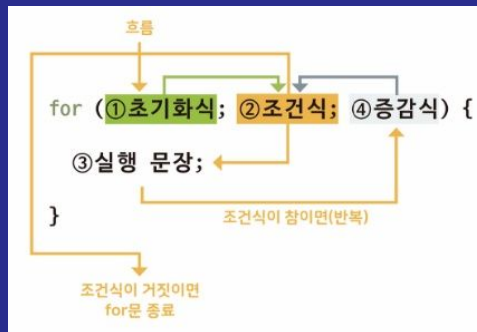 흐름
for (①초기화식; ②조건식; ④증감식) {
③실행 문장;
}
조건식이 참이면(반복)
조건식이 거짓이면
for문 종료